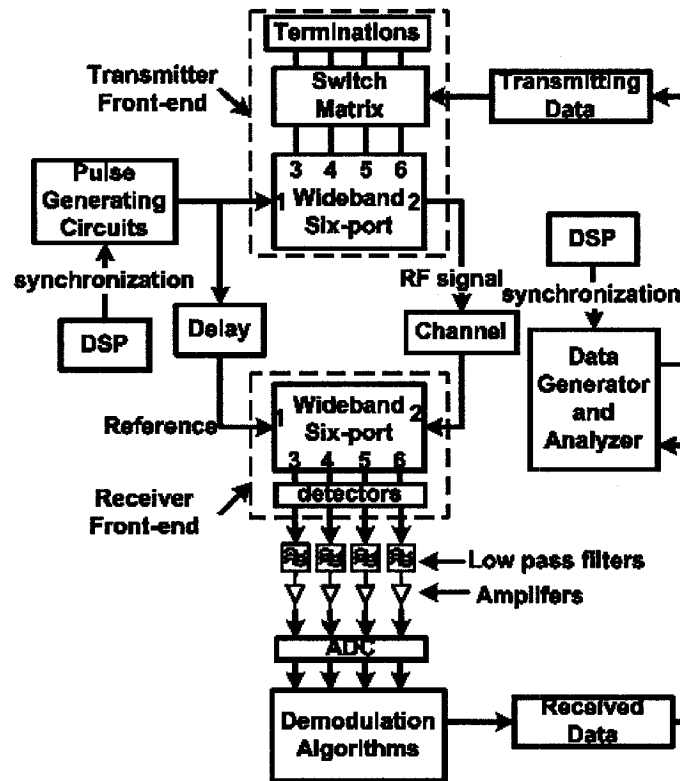 Terminations
Transmitter
Front-end
Switch
Matrix
Transmitting
Data
3 4 5 6
Pulse
Generating
Circuits
1 Wideband 2
Six-port
DSP
synchronization
RF signal
synchronization
DSP
Delay
Channel
Data
Generator
and
Analyzer
Reference
1 Wideband 2
Six-port
3 4 5 6
Receiver
Front-end
detectors
Low pass filters
Amplifers
ADC
Demodulation
Algorithms
Received
Data